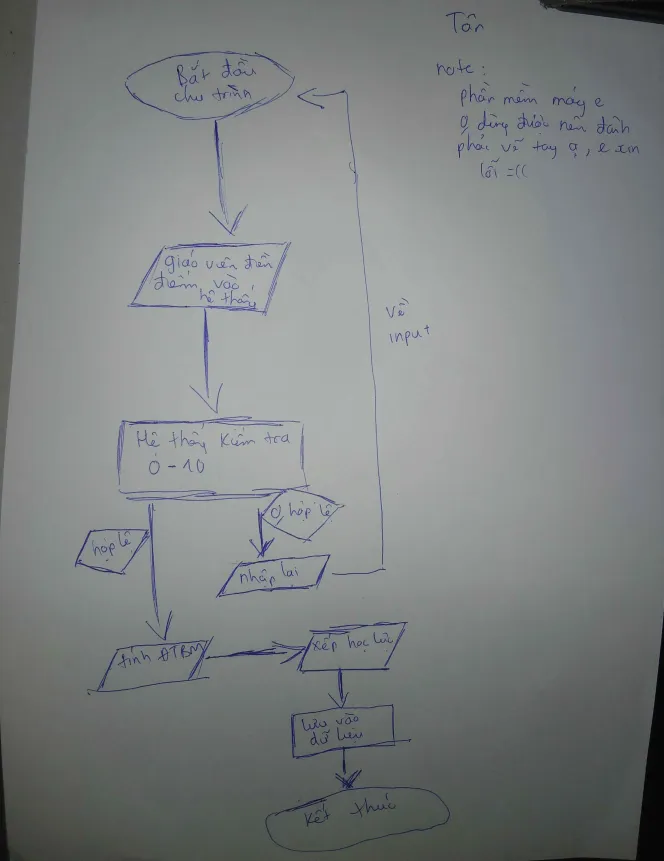 Tân
note:
phần mềm máy e
0 dùng được nên đành
phải vẽ tay ạ, e xin
lỗi =((
Bắt đầu
chu trình
giáo viên điền
điểm vào
hệ thống
về
input
Hệ thống kiểm tra
0 - 10
hợp lệ
0 hợp lệ
nhập lại
tính ĐTBM
xếp học lực
lưu vào
dữ liệu
kết thúc